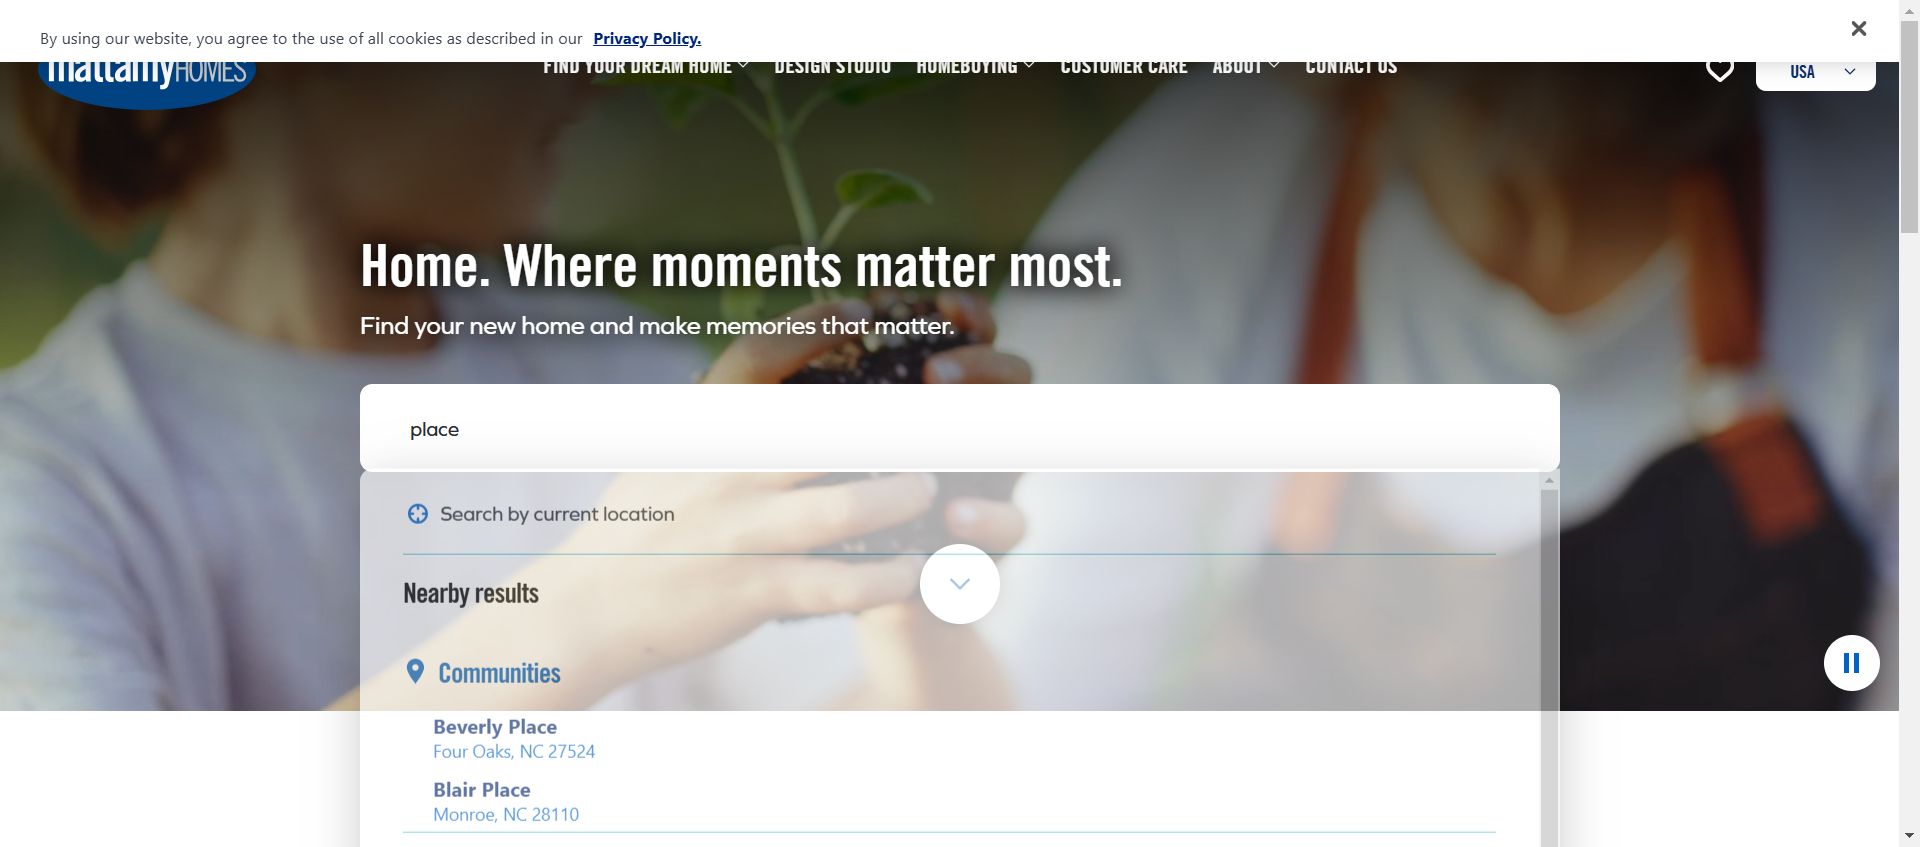 By using our website, you agree to the use of all cookies as described in our Privacy Policy.
mattamyHOMES
FIND YOUR DREAM HOME
DESIGN STUDIO
HOMEBUYING
CUSTOMER CARE
ABOUT
CONTACT US
USA
Home. Where moments matter most.
Find your new home and make memories that matter.
place
Search by current location
Nearby results
Communities
Beverly Place
Four Oaks, NC 27524
Blair Place
Monroe, NC 28110